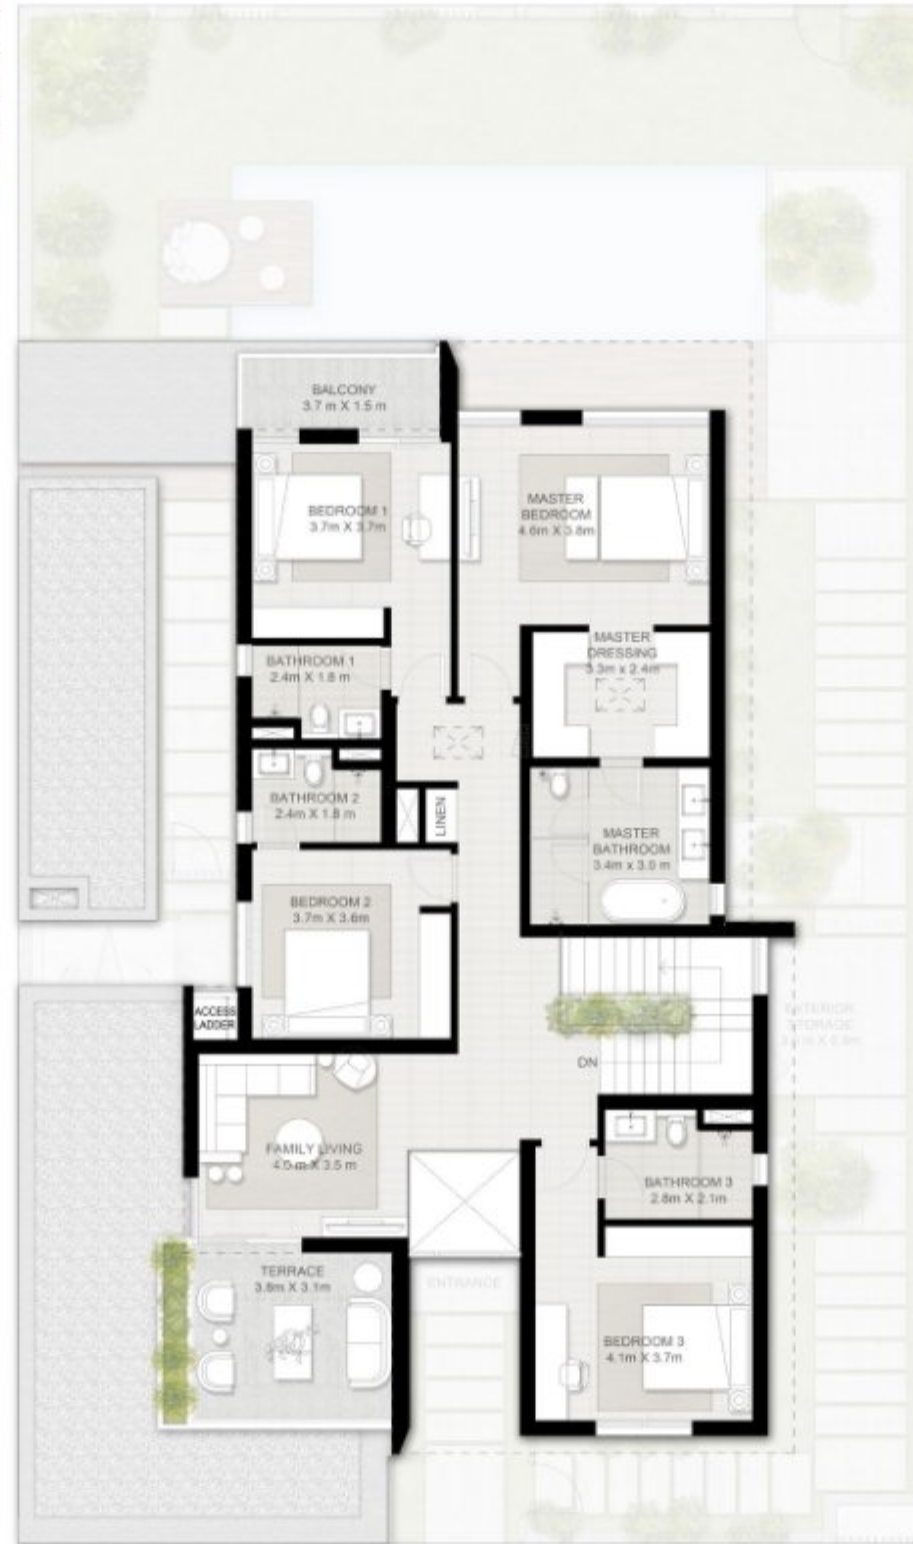 BALCONY
3.7 m X 1.5 m
BEDROOM 1
3.7m X 3.7m
MASTER
BEDROOM
4.6m X 3.8m
MASTER
DRESSING
3.3m x 2.4m
BATHROOM 1
2.4m X 1.8 m
BATHROOM 2
2.4m X 1.8 m
LINEN
MASTER
BATHROOM
3.4m x 3.0 m
BEDROOM 2
3.7m X 3.6m
ACCESS
LADDER
EXTERIOR
STORAGE
DN
FAMILY LIVING
4.5 m X 3.5 m
BATHROOM 3
2.8m X 2.1m
TERRACE
3.8m X 3.1m
ENTRANCE
BEDROOM 3
4.1m X 3.7m